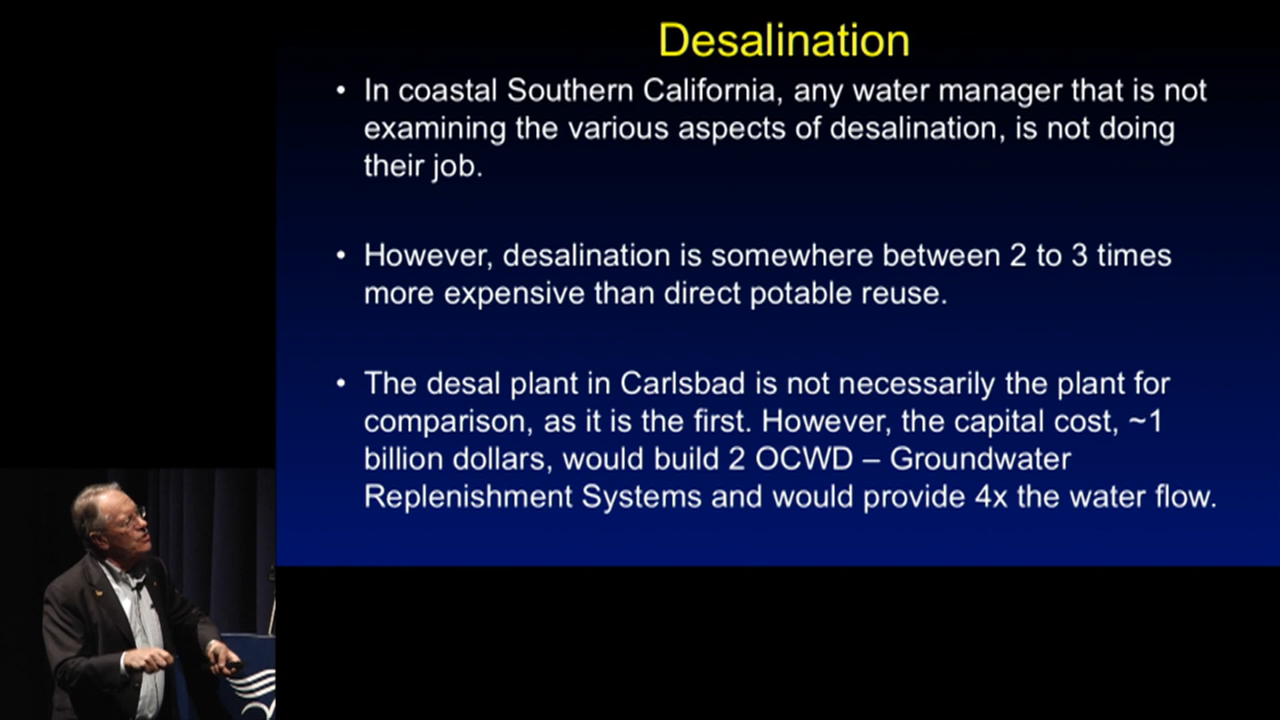 Desalination
• In coastal Southern California, any water manager that is not
examining the various aspects of desalination, is not doing
their job.
• However, desalination is somewhere between 2 to 3 times
more expensive than direct potable reuse.
• The desal plant in Carlsbad is not necessarily the plant for
comparison, as it is the first. However, the capital cost, ~1
billion dollars, would build 2 OCWD – Groundwater
Replenishment Systems and would provide 4x the water flow.